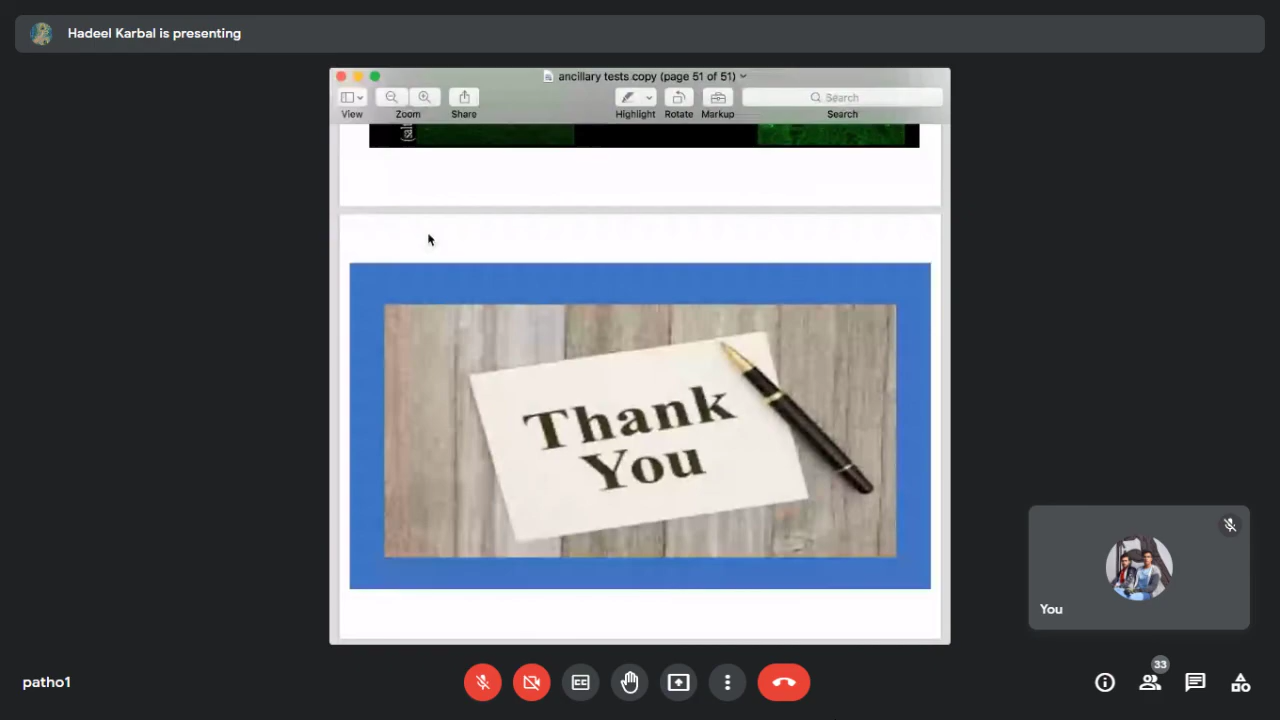 Hadeel Karbal is presenting
ancillary tests copy (page 51 of 51)
Search
View
Zoom
Share
Highlight
Rotate
Markup
Search
Thank
You
You
patho1
CC
33